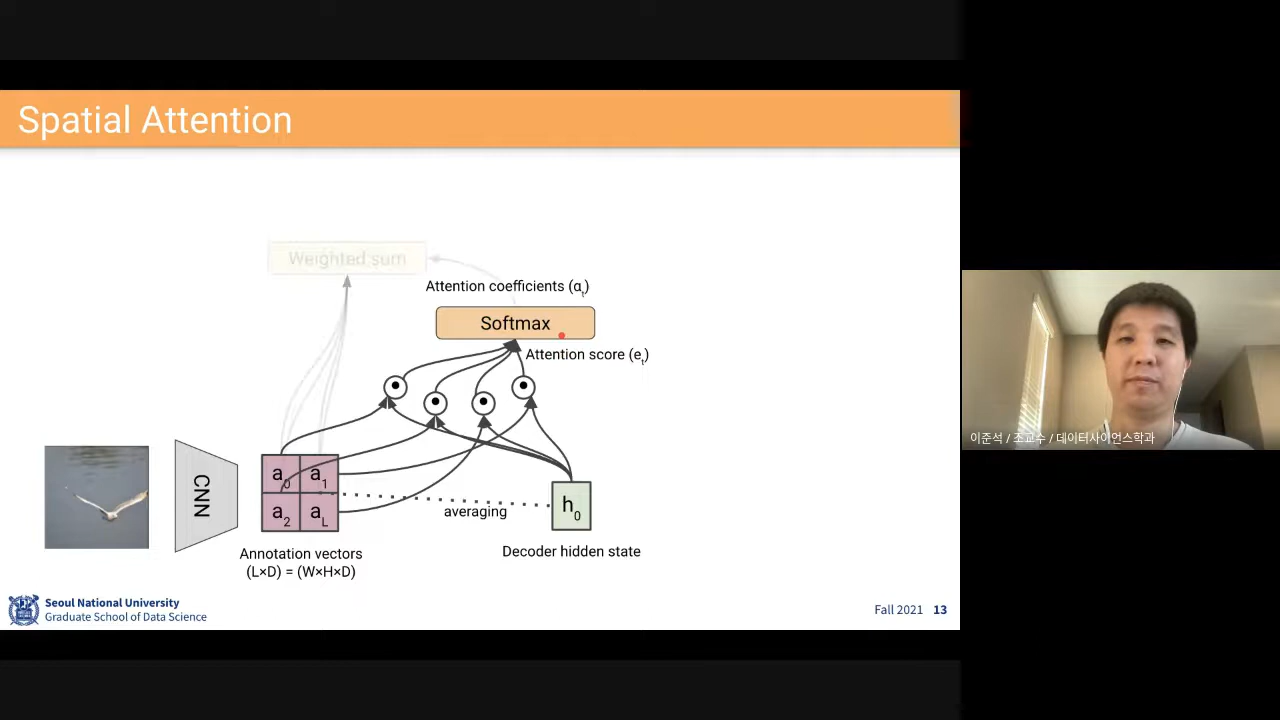 Spatial Attention
Weighted sum
Attention coefficients (αt)
Softmax
Attention score (et)
CNN
a0
a1
a2
aL
averaging
h0
Annotation vectors
(L×D) = (W×H×D)
Decoder hidden state
Seoul National University
Graduate School of Data Science
Fall 2021 13
이준석 / 조교수 / 데이터사이언스학과